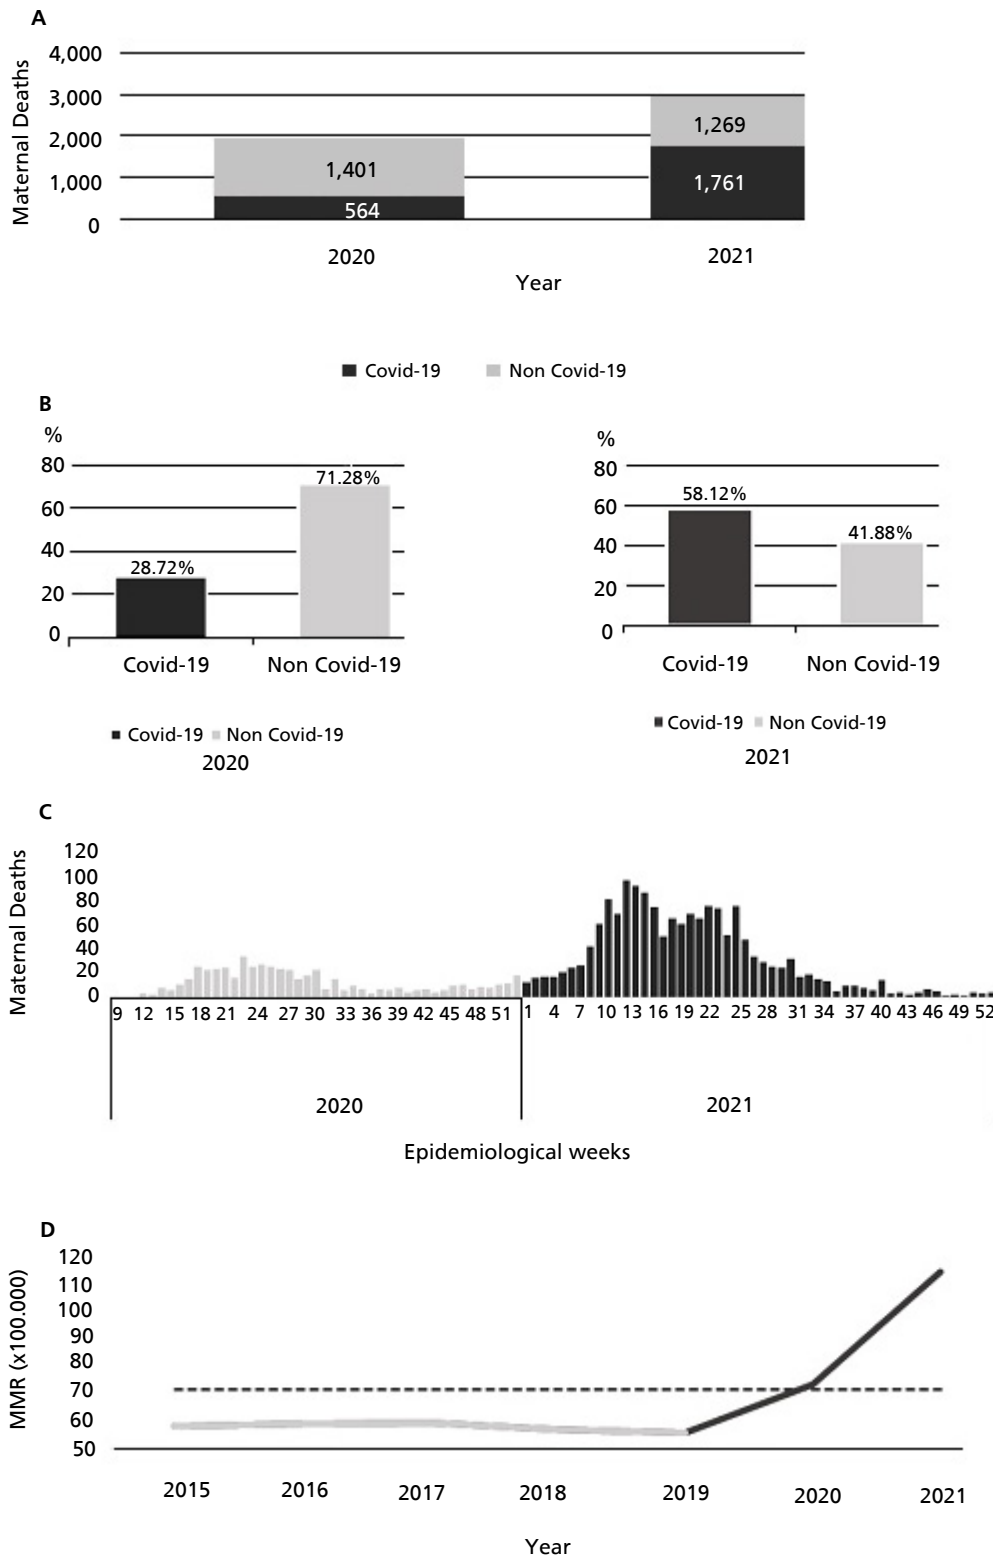 A
Maternal Deaths
4,000
3,000
2,000
1,000
0
1,401
564
1,269
1,761
2020 2021
Year
Covid-19 Non Covid-19
B
%
80
60
40
20
0
28.72%
71.28%
Covid-19 Non Covid-19
Covid-19 Non Covid-19
2020
%
80
60
40
20
0
58.12%
41.88%
Covid-19 Non Covid-19
Covid-19 Non Covid-19
2021
C
Maternal Deaths
120
100
80
60
40
20
0
9 12 15 18 21 24 27 30 33 36 39 42 45 48 51 1 4 7 10 13 16 19 22 25 28 31 34 37 40 43 46 49 52
2020 2021
Epidemiological weeks
D
MMR (x100.000)
120
110
100
90
80
70
60
50
2015 2016 2017 2018 2019 2020 2021
Year